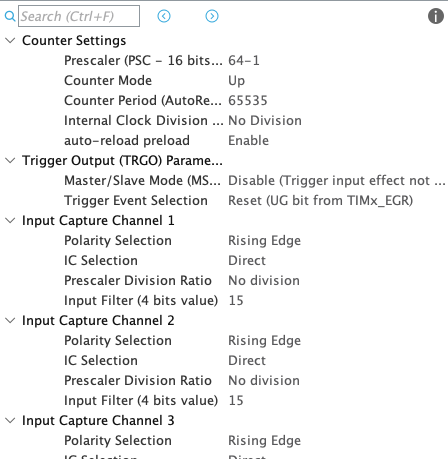 Search (Ctrl+F)
Counter Settings
Prescaler (PSC - 16 bits... 64-1
Counter Mode Up
Counter Period (AutoRe... 65535
Internal Clock Division ... No Division
auto-reload preload Enable
Trigger Output (TRGO) Parame...
Master/Slave Mode (MS... Disable (Trigger input effect not ...
Trigger Event Selection Reset (UG bit from TIMx_EGR)
Input Capture Channel 1
Polarity Selection Rising Edge
IC Selection Direct
Prescaler Division Ratio No division
Input Filter (4 bits value) 15
Input Capture Channel 2
Polarity Selection Rising Edge
IC Selection Direct
Prescaler Division Ratio No division
Input Filter (4 bits value) 15
Input Capture Channel 3
Polarity Selection Rising Edge